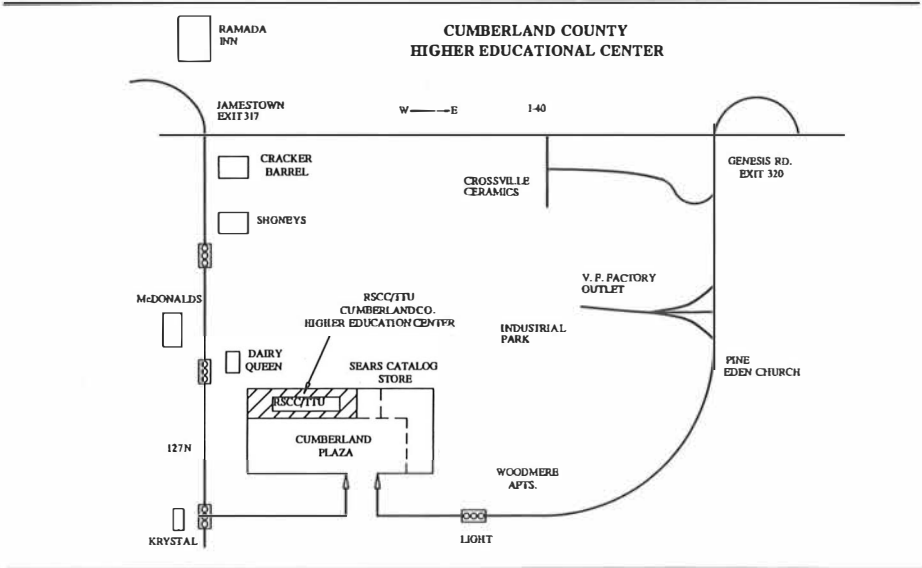 RAMADA
INN
CUMBERLAND COUNTY
HIGHER EDUCATIONAL CENTER
JAMESTOWN
EXIT 317
W E
I-40
CRACKER
BARREL
GENESIS RD.
EXIT 320
CROSSVILLE
CERAMICS
SHONEYS
V. F. FACTORY
OUTLET
McDONALDS
RSCC/TTU
CUMBERLAND CO.
HIGHER EDUCATION CENTER
INDUSTRIAL
PARK
DAIRY
QUEEN
SEARS CATALOG
STORE
PINE
EDEN CHURCH
RSCC/TTU
CUMBERLAND
PLAZA
127N
WOODMERE
APTS.
KRYSTAL
LIGHT